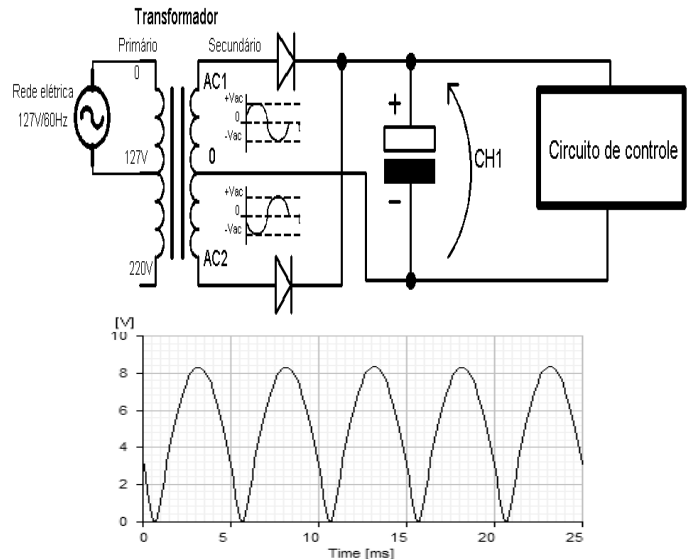 Transformador
Primário
Secundário
0
AC1
Rede elétrica
127V/60Hz
+Vac
0
-Vac
t
127V
0
+
CH1
Circuito de controle
+Vac
0
-Vac
t
-
220V
AC2
[V]
10
8
6
4
2
0
0 5 10 15 20 25
Time [ms]